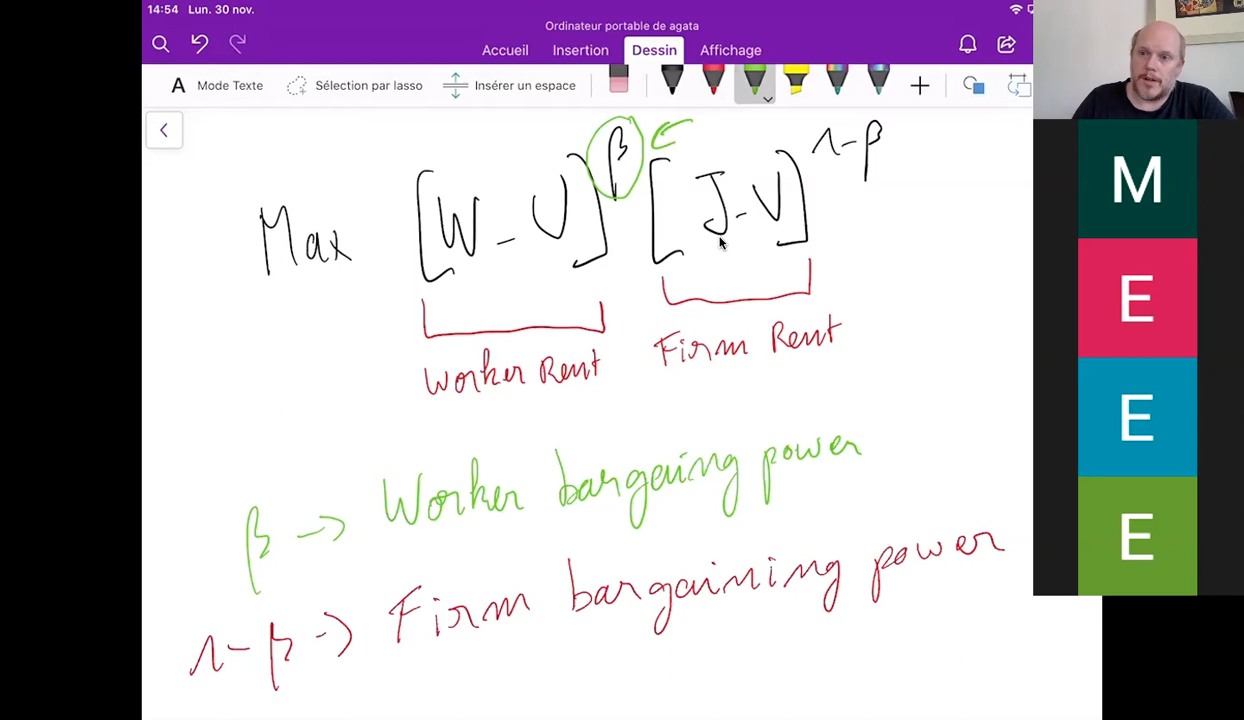 14:54 Lun. 30 nov.
Ordinateur portable de agata
Accueil Insertion Dessin Affichage
A Mode Texte Sélection par lasso Insérer un espace
Max [W - U]^β [J - V]^1-β
Worker Rent Firm Rent
β -> Worker bargaing power
1-β -> Firm bargaining power
M
E
E
E